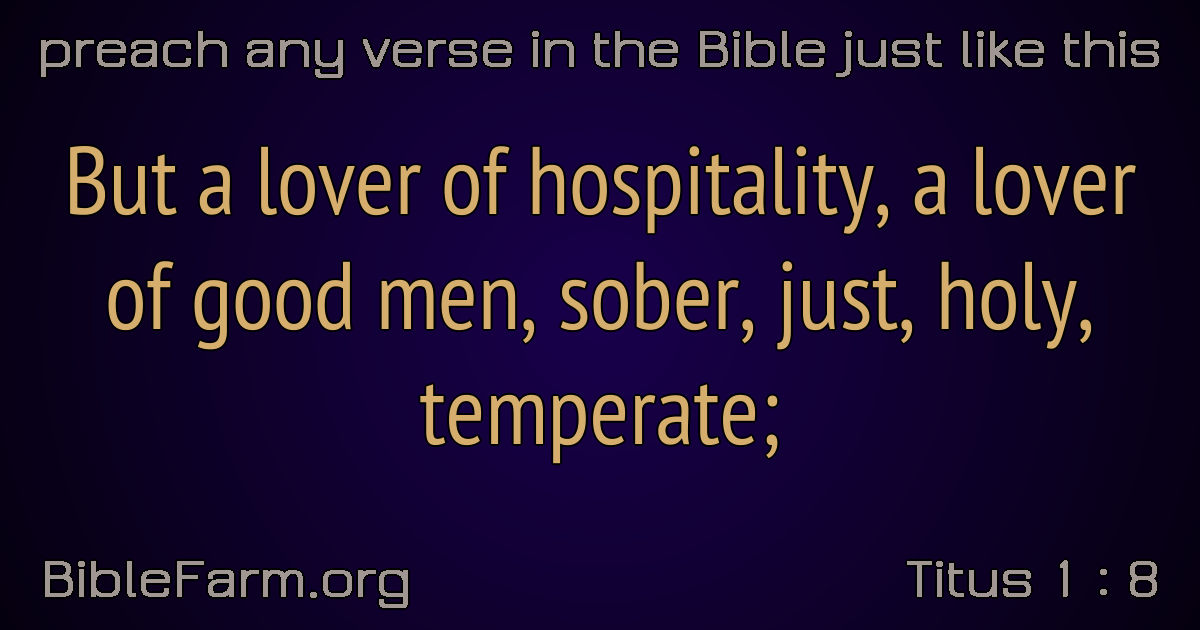 preach any verse in the Bible just like this
But a lover of hospitality, a lover
of good men, sober, just, holy,
temperate;
BibleFarm.org
Titus 1 : 8